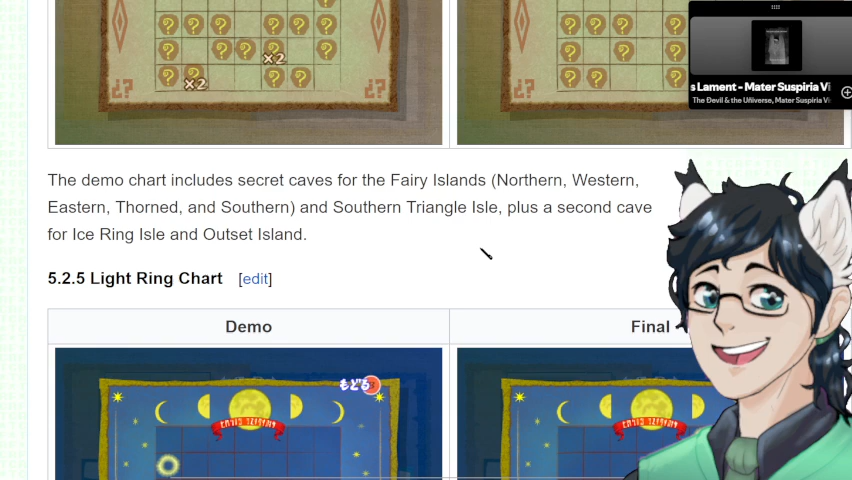 ×2
×2
s Lament - Mater Suspiria Vi
The Devil & the Universe, Mater Suspiria Vi
The demo chart includes secret caves for the Fairy Islands (Northern, Western,
Eastern, Thorned, and Southern) and Southern Triangle Isle, plus a second cave
for Ice Ring Isle and Outset Island.
5.2.5 Light Ring Chart [edit]
Demo
Final
もどる